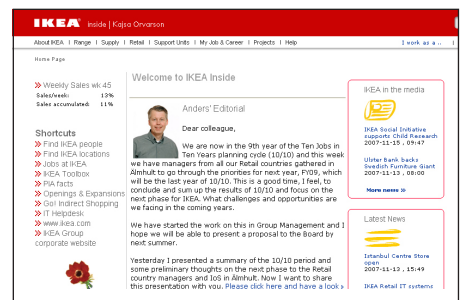 IKEA inside | Kajsa Orvarson
About IKEA | Range | Supply | Retail | Support Units | My Job & Career | Projects | Help
I work as a ..
Home Page
Weekly Sales wk 45
Sales/week: 13%
Sales accumulated: 11%
Shortcuts
Find IKEA people
Find IKEA locations
Jobs at IKEA
IKEA Toolbox
PIA facts
Openings & Expansions
Go! Indirect Shopping
IT Helpdesk
www.ikea.com
IKEA Group
corporate website
Welcome to IKEA Inside
Anders' Editorial
Dear colleague,
We are now in the 9th year of the Ten Jobs in
Ten Years planning cycle (10/10) and this week
we have managers from all our Retail countries gathered in
Älmhult to go through the priorities for next year, FY09, which
will be the last year of 10/10. This is a good time, I feel, to
conclude and sum up the results of 10/10 and focus on the
next phase for IKEA. What challenges and opportunities are
we facing in the coming years.
We have started the work on this in Group Management and I
hope we will be able to present a proposal to the Board by
next summer.
Yesterday I presented a summary of the 10/10 period and
some preliminary thoughts on the next phase to the Retail
country managers and IoS in Älmhult. Now I want to share
this presentation with you. Please click here and have a look »
IKEA in the media
IKEA Social Initiative
supports Child Research
2007-11-15 , 09:47
Ulster Bank backs
Swedish Furniture Giant
2007-11-13 , 08:00
More news »
Latest News
Istanbul Centre Store
open
2007-11-13 , 15:49
IKEA Retail IT systems